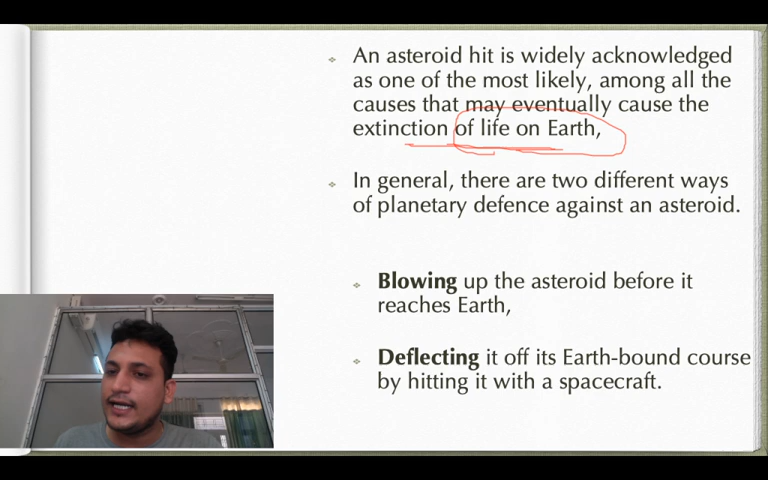 An asteroid hit is widely acknowledged
as one of the most likely, among all the
causes that may eventually cause the
extinction of life on Earth,
In general, there are two different ways
of planetary defence against an asteroid.
Blowing up the asteroid before it
reaches Earth,
Deflecting it off its Earth-bound course
by hitting it with a spacecraft.